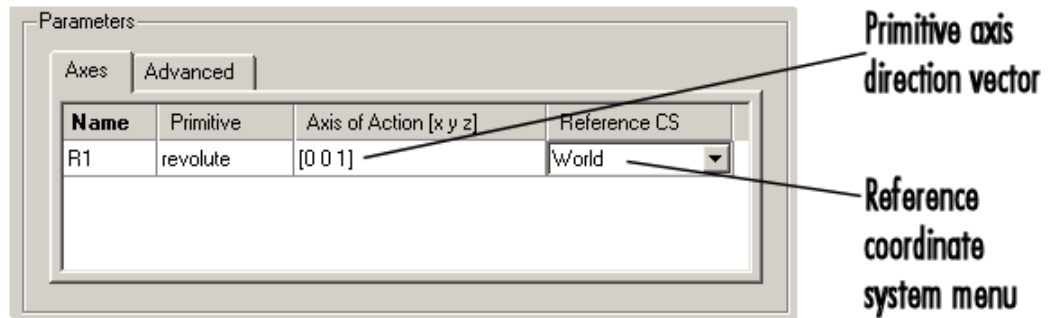 Parameters
Axes Advanced
Name Primitive Axis of Action [x y z] Reference CS
R1 revolute [0 0 1] World
Primitive axis
direction vector
Reference
coordinate
system menu